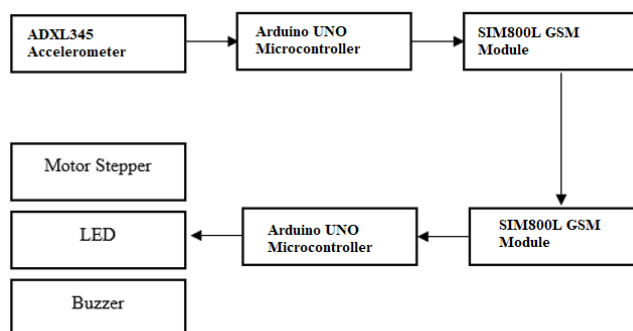 ADXL345
Accelerometer
Arduino UNO
Microcontroller
SIM800L GSM
Module
Motor Stepper
LED
Buzzer
Arduino UNO
Microcontroller
SIM800L GSM
Module